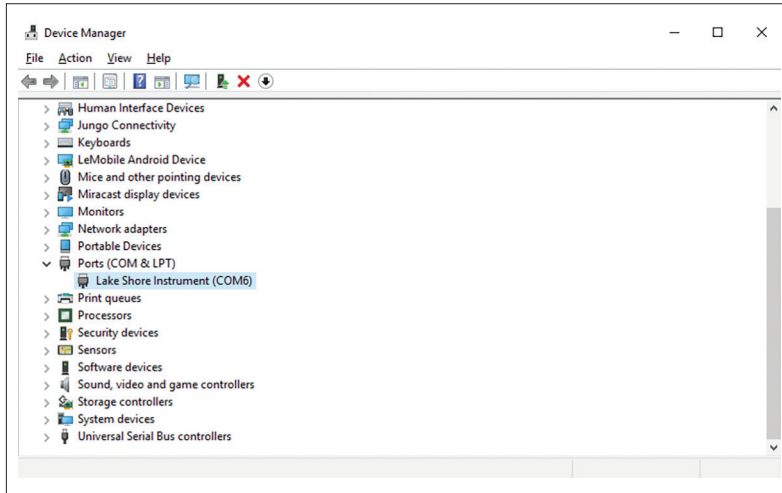 Device Manager
File Action View Help
Human Interface Devices
Jungo Connectivity
Keyboards
LeMobile Android Device
Mice and other pointing devices
Miracast display devices
Monitors
Network adapters
Portable Devices
Ports (COM & LPT)
Lake Shore Instrument (COM6)
Print queues
Processors
Security devices
Sensors
Software devices
Sound, video and game controllers
Storage controllers
System devices
Universal Serial Bus controllers